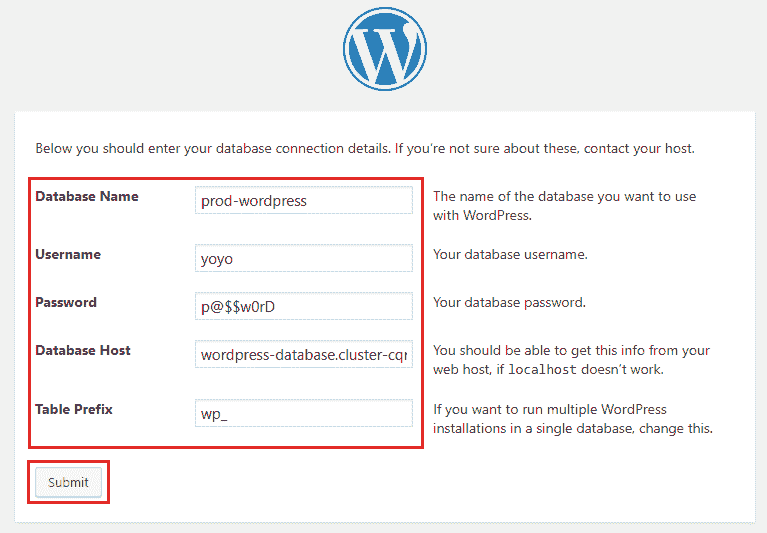 Below you should enter your database connection details. If you're not sure about these, contact your host.
Database Name
prod-wordpress
The name of the database you want to use
with WordPress.
Username
yoyo
Your database username.
Password
p@$$w0rD
Your database password.
Database Host
wordpress-database.cluster-cqr
You should be able to get this info from your
web host, if localhost doesn't work.
Table Prefix
wp_
If you want to run multiple WordPress
installations in a single database, change this.
Submit